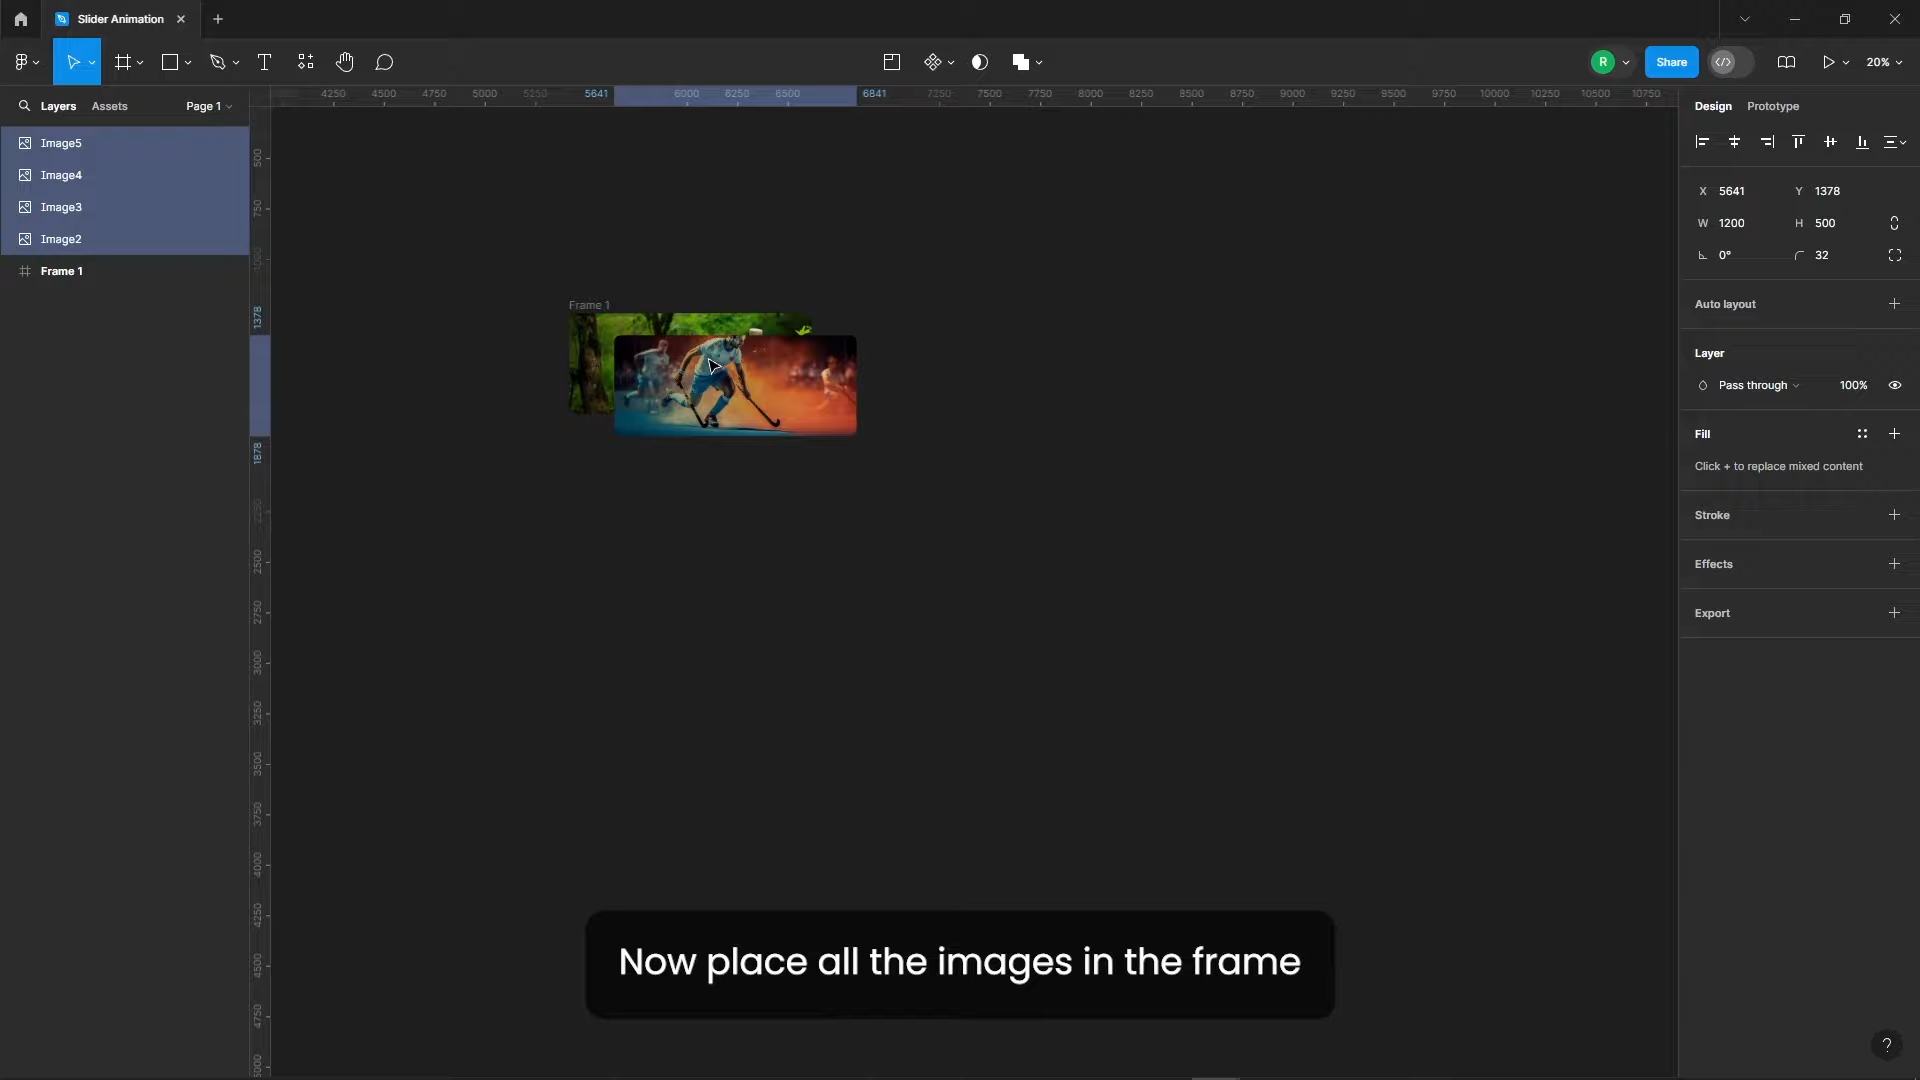 Slider Animation
R
Share
20%
Layers
Assets
Page 1
4250
4500
4750
5000
5250
5641
6000
6250
6500
6841
7250
7500
7750
8000
8250
8500
8750
9000
9250
9500
9750
10000
10250
10500
10750
Design
Prototype
Image5
Image4
Image3
Image2
Frame 1
500
750
1000
1378
1878
2250
2500
2750
3000
3250
3500
3750
4000
4250
4500
4750
5000
Frame 1
X 5641
Y 1378
W 1200
H 500
0°
32
Auto layout
Layer
Pass through
100%
Fill
Click + to replace mixed content
Stroke
Effects
Export
Now place all the images in the frame
?